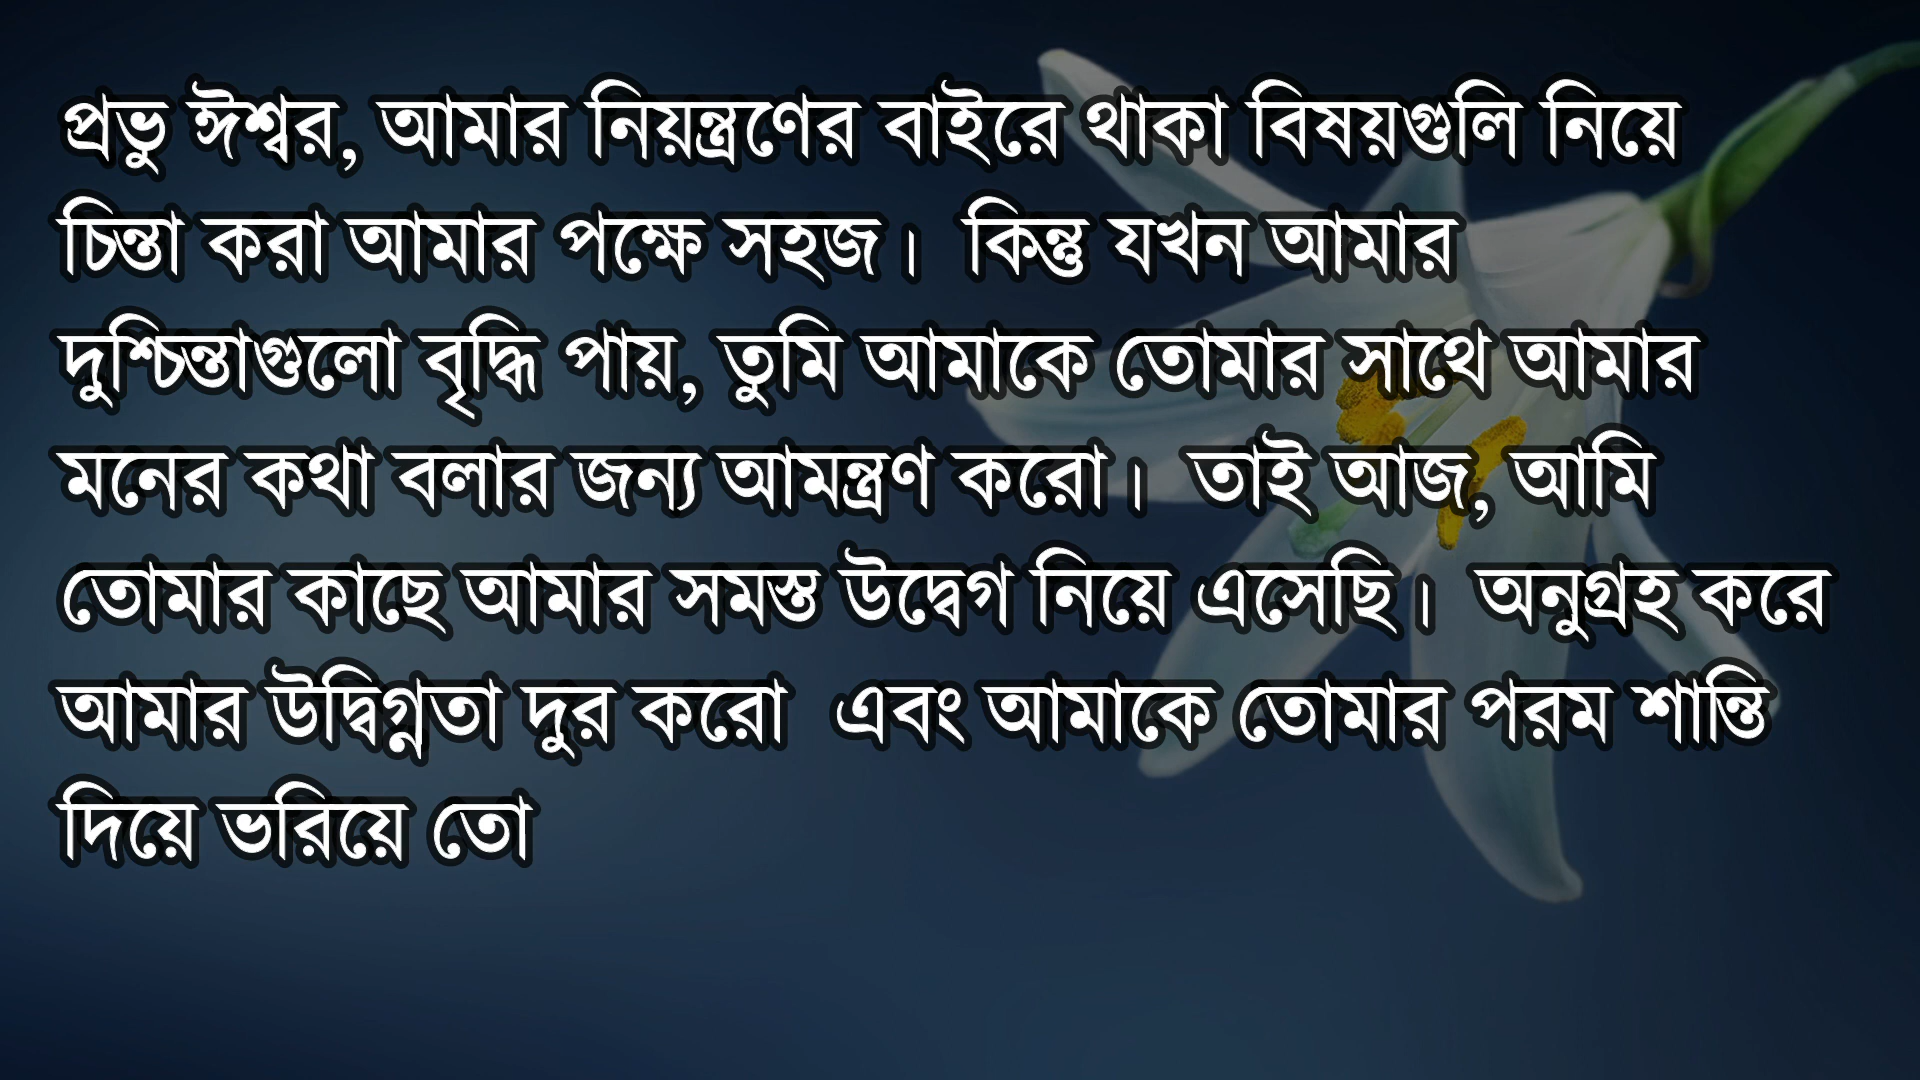 প্রভু ঈশ্বর, আমার নিয়ন্ত্রণের বাইরে থাকা বিষয়গুলি নিয়ে
চিন্তা করা আমার পক্ষে সহজ। কিন্তু যখন আমার
দুশ্চিন্তাগুলো বৃদ্ধি পায়, তুমি আমাকে তোমার সাথে আমার
মনের কথা বলার জন্য আমন্ত্রণ করো। তাই আজ, আমি
তোমার কাছে আমার সমস্ত উদ্বেগ নিয়ে এসেছি। অনুগ্রহ করে
আমার উদ্বিগ্নতা দুর করো এবং আমাকে তোমার পরম শান্তি
দিয়ে ভরিয়ে তো